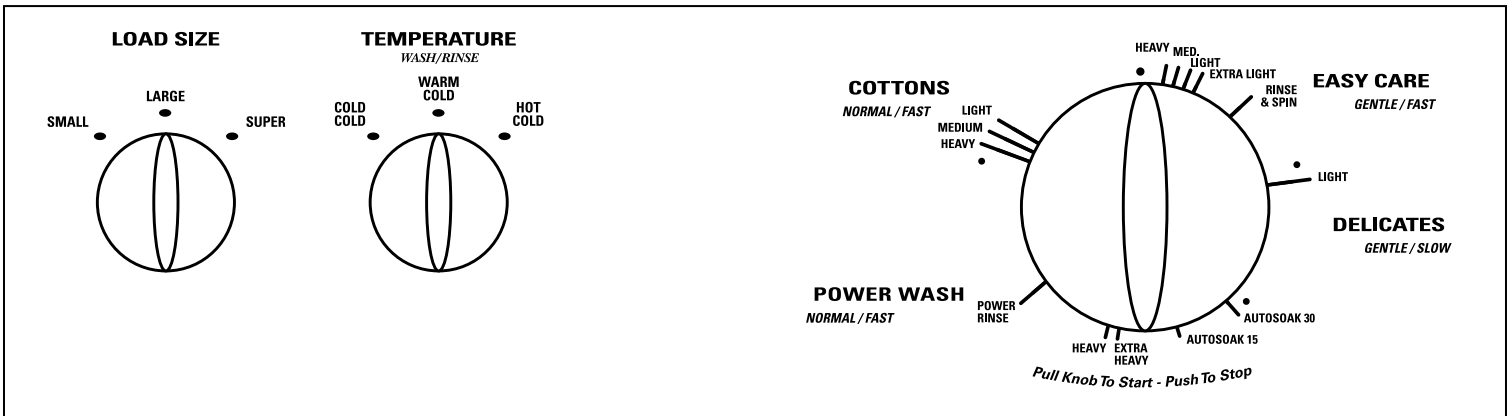 LOAD SIZE
SMALL
LARGE
SUPER
TEMPERATURE
WASH/RINSE
COLD
COLD
WARM
COLD
HOT
COLD
COTTONS
NORMAL / FAST
LIGHT
MEDIUM
HEAVY
HEAVY
MED.
LIGHT
EXTRA LIGHT
RINSE
& SPIN
EASY CARE
GENTLE / FAST
LIGHT
DELICATES
GENTLE / SLOW
POWER WASH
NORMAL / FAST
POWER
RINSE
HEAVY
EXTRA
HEAVY
AUTOSOAK 15
AUTOSOAK 30
Pull Knob To Start - Push To Stop